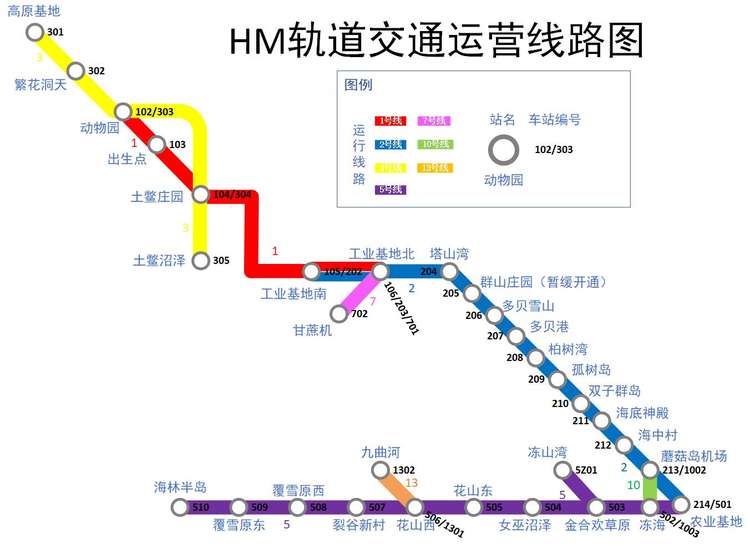 HM轨道交通运营线路图
高原基地
301
3
302
繁花洞天
图例
运行线路
1号线
7号线
2号线
10号线
13号线
5号线
站名
车站编号
102/303
动物园
102/303
动物园
1
103
出生点
土鳖庄园
104/304
3
土鳖沼泽
305
1
工业基地北
塔山湾
105/202
204
工业基地南
2
205
群山庄园（暂缓开通）
7
106/203/701
702
甘蔗机
206
多贝雪山
207
多贝港
208
柏树湾
209
孤树岛
210
双子群岛
211
海底神殿
212
海中村
九曲河
冻山湾
2
蘑菇岛机场
1302
13
5Z01
213/1002
10
海林半岛
覆雪原西
花山东
5
214/501
510
509
508
507
506/1301
505
504
503
502/1003
覆雪原东
5
裂谷新村
花山西
女巫沼泽
金合欢草原
冻海
农业基地